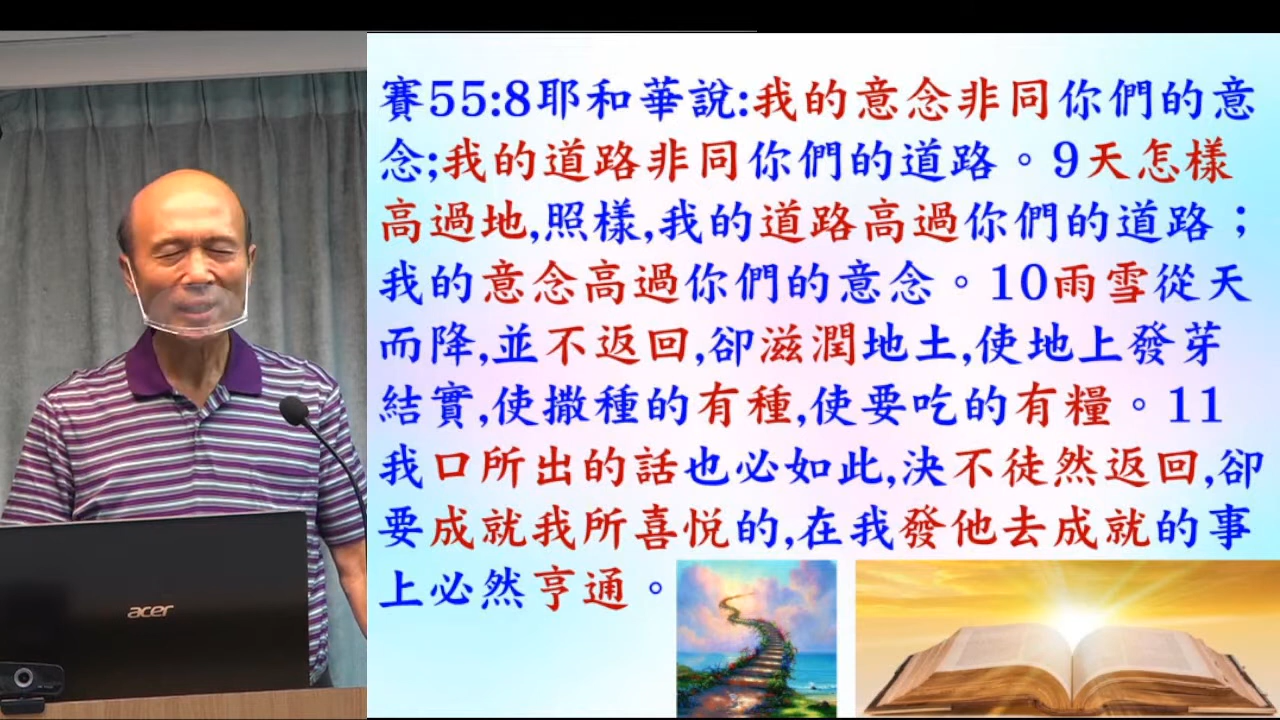 賽55:8耶和華說:我的意念非同你們的意
念;我的道路非同你們的道路。9天怎樣
高過地,照樣,我的道路高過你們的道路；
我的意念高過你們的意念。10雨雪從天
而降,並不返回,卻滋潤地土,使地上發芽
結實,使撒種的有種,使要吃的有糧。11
我口所出的話也必如此,決不徒然返回,卻
要成就我所喜悅的,在我發他去成就的事
上必然亨通。
acer